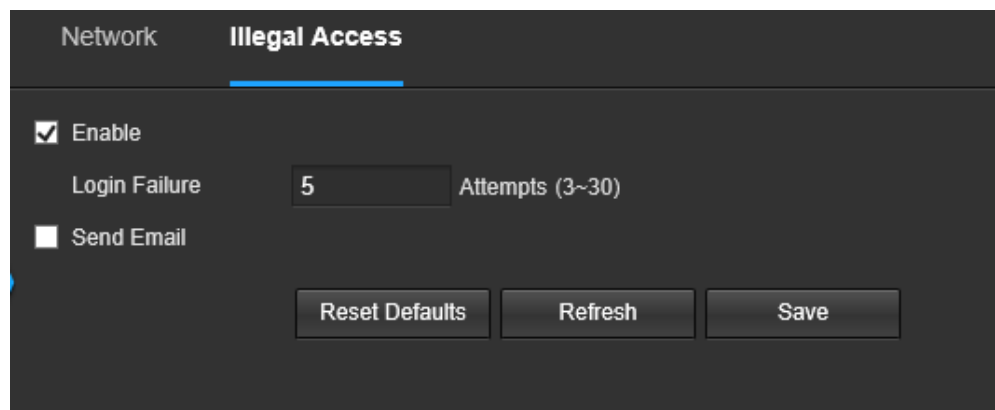 Network Illegal Access
Enable
Login Failure 5 Attempts (3~30)
Send Email
Reset Defaults Refresh Save